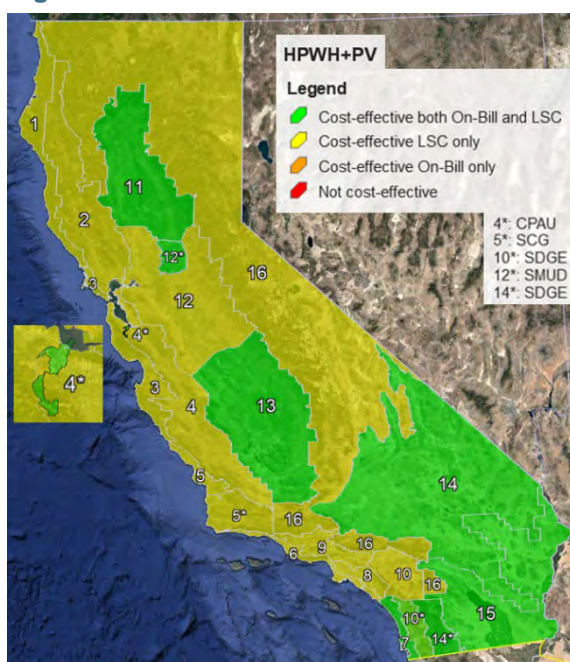 HPWH+PV
Legend
Cost-effective both On-Bill and LSC
Cost-effective LSC only
Cost-effective On-Bill only
Not cost-effective
4*: CPAU
5*: SCG
10*: SDGE
12*: SMUD
14*: SDGE
1
11
2
12*
16
3
12
4*
4*
3
4
13
5
14
5*
16
16
6
9
8
10
16
10*
15
7
14*